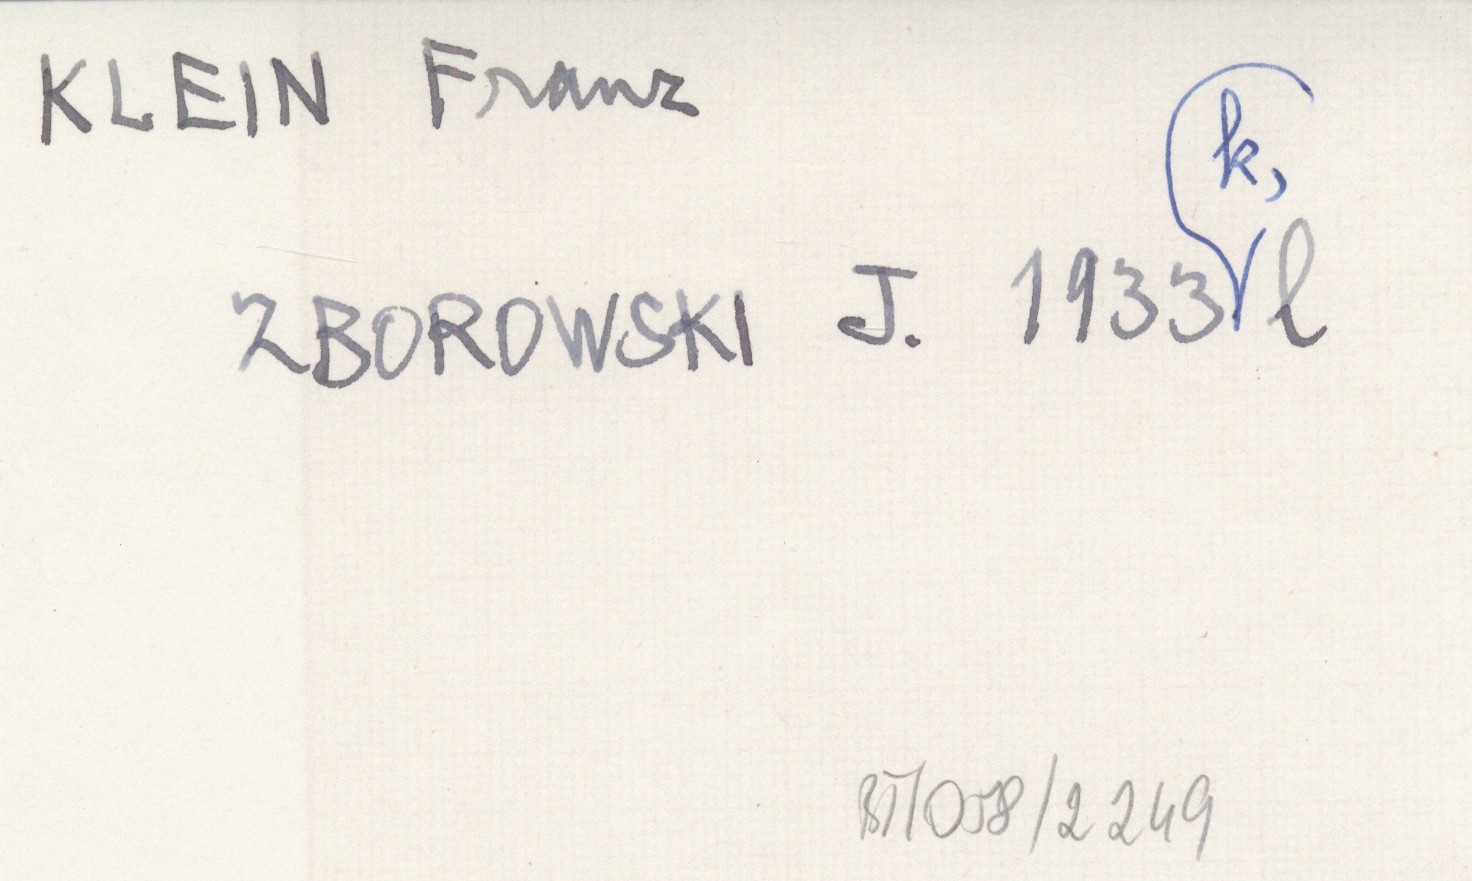 KLEIN Franz
ZBOROWSKI J. 1933 k, l
BT/058/2249